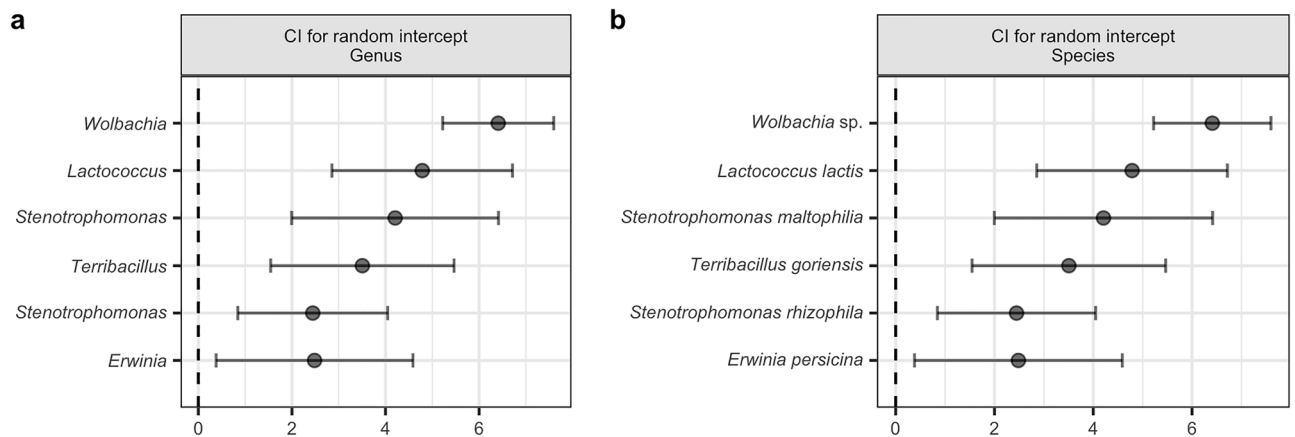 a
CI for random intercept
Genus
Wolbachia
Lactococcus
Stenotrophomonas
Terribacillus
Stenotrophomonas
Erwinia
0 2 4 6
b
CI for random intercept
Species
Wolbachia sp.
Lactococcus lactis
Stenotrophomonas maltophilia
Terribacillus goriensis
Stenotrophomonas rhizophila
Erwinia persicina
0 2 4 6